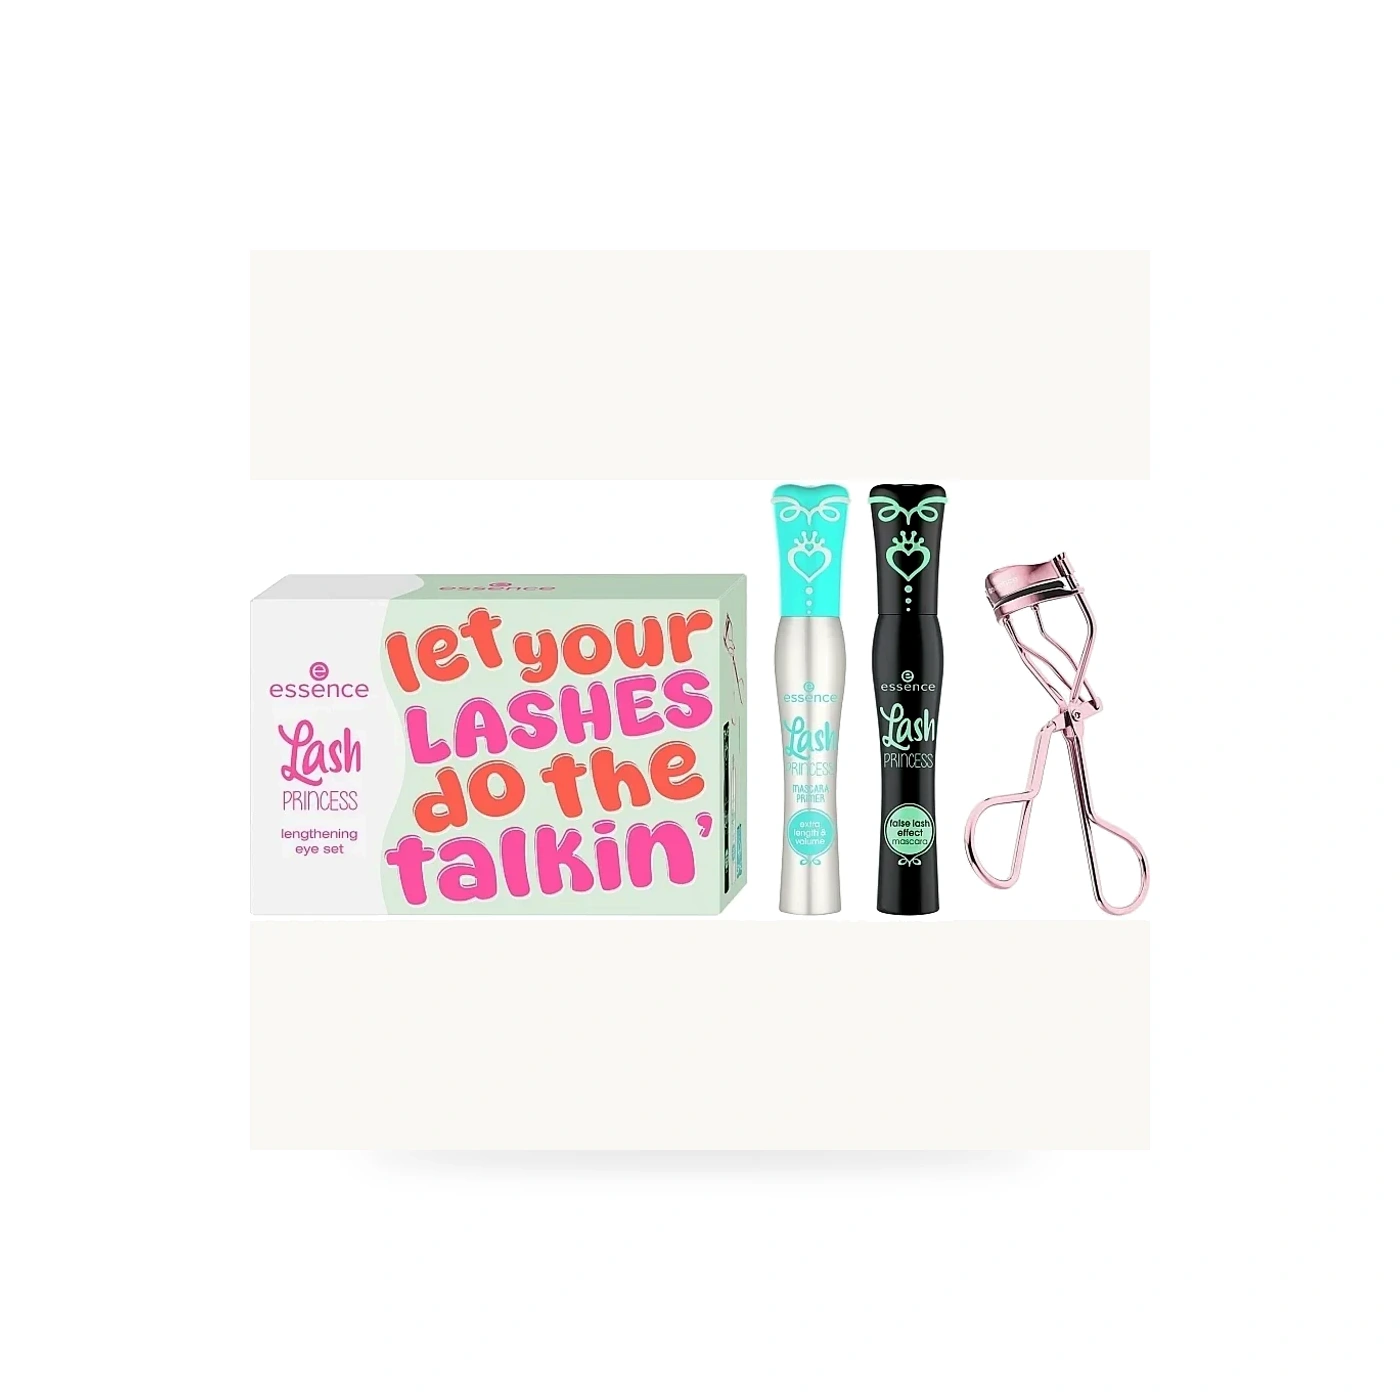 essence
essence
Lash
PRINCESS
lengthening
eye set
let your
LASHES
do the
talkin'
essence
Lash
PRINCESS
MASCARA
PRIMER
extra
length &
volume
essence
Lash
PRINCESS
false lash
effect
mascara